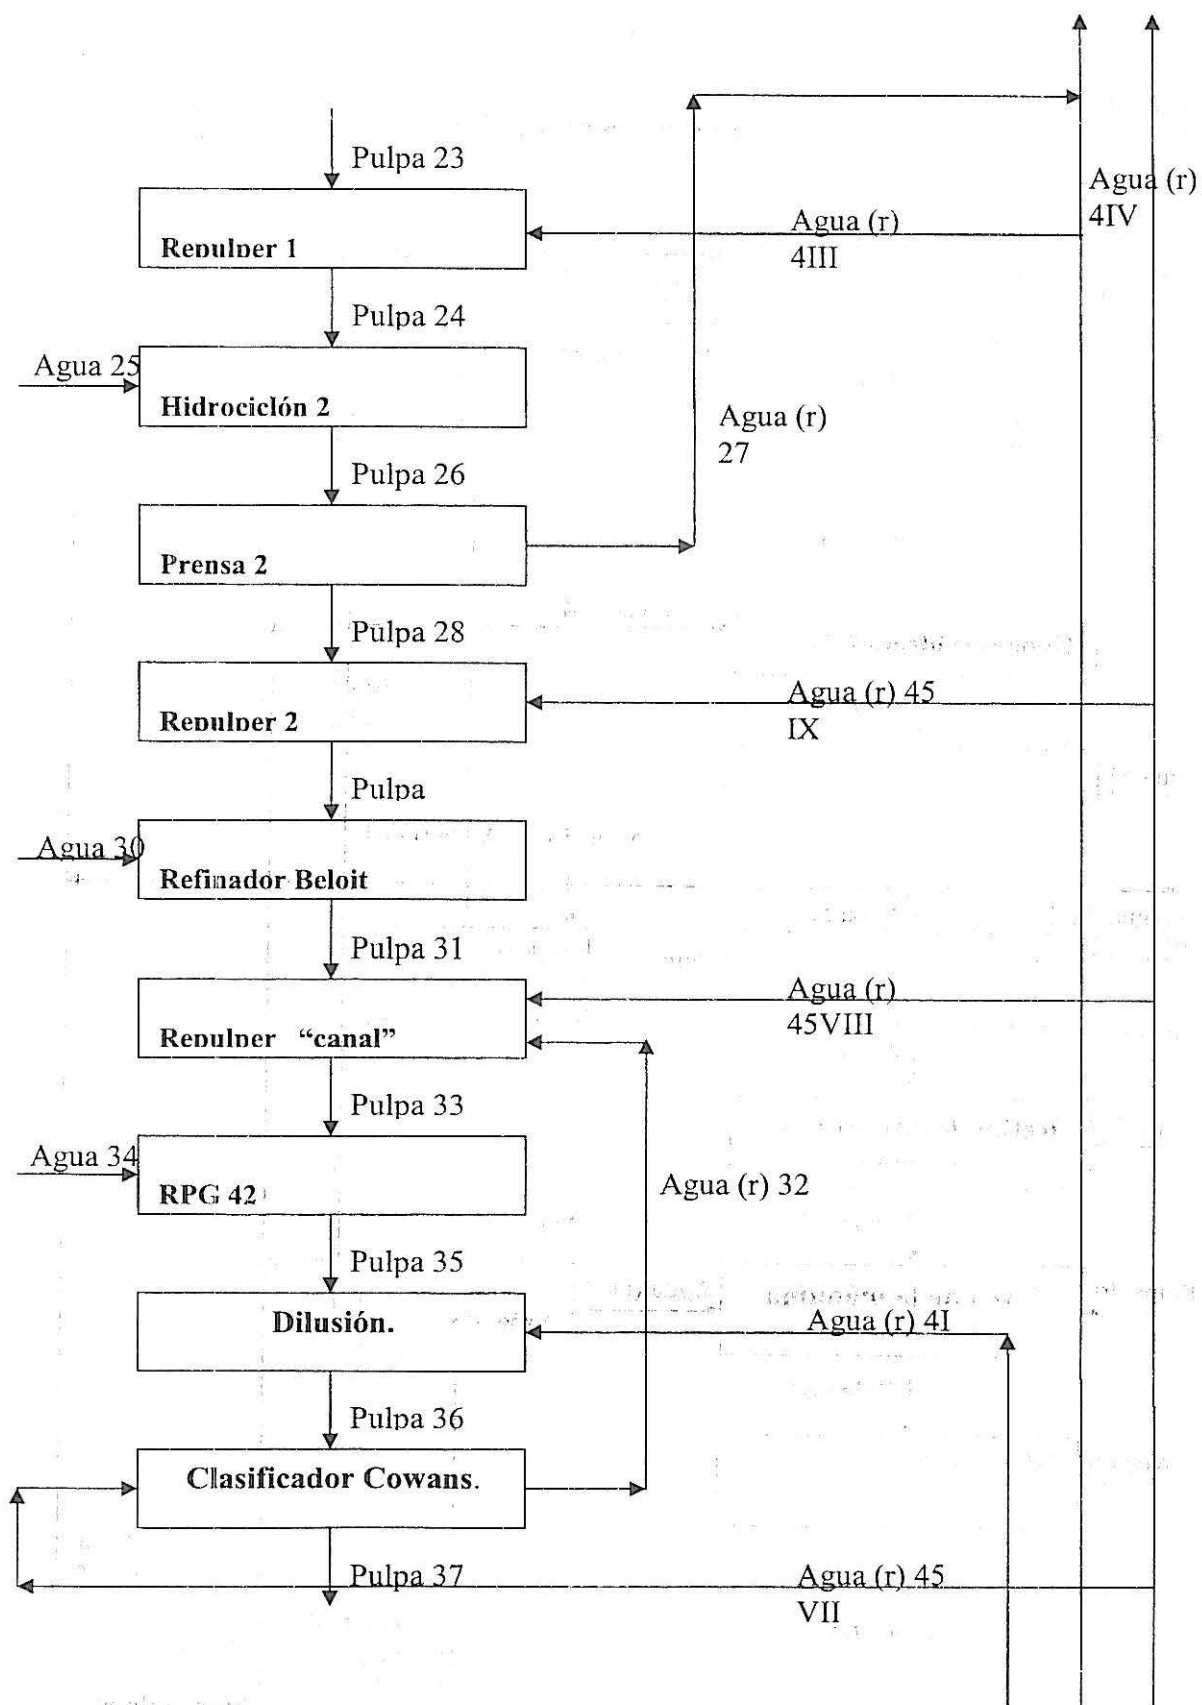 Pulpa 23
Agua (r)
4IV
Agua (r)
4III
Repulper 1
Pulpa 24
Agua 25
Hidrociclón 2
Agua (r)
27
Pulpa 26
Prensa 2
Pulpa 28
Agua (r) 45
IX
Repulper 2
Pulpa
Agua 30
Refinador Beloit
Pulpa 31
Agua (r)
45VIII
Repulper "canal"
Pulpa 33
Agua 34
RPG 42
Agua (r) 32
Pulpa 35
Dilusión.
Agua (r) 4I
Pulpa 36
Clasificador Cowans.
Pulpa 37
Agua (r) 45
VII